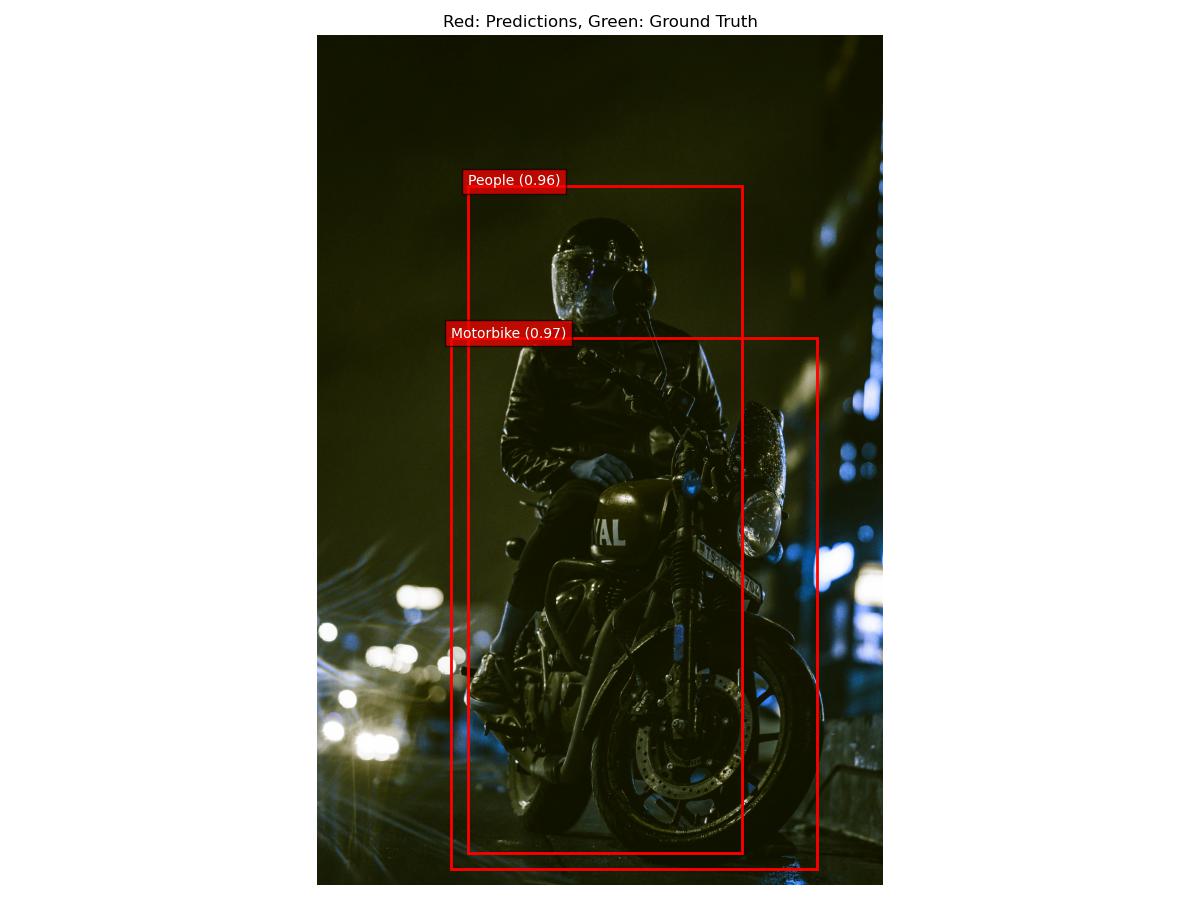 Red: Predictions, Green: Ground Truth
People (0.96)
Motorbike (0.97)
YAL